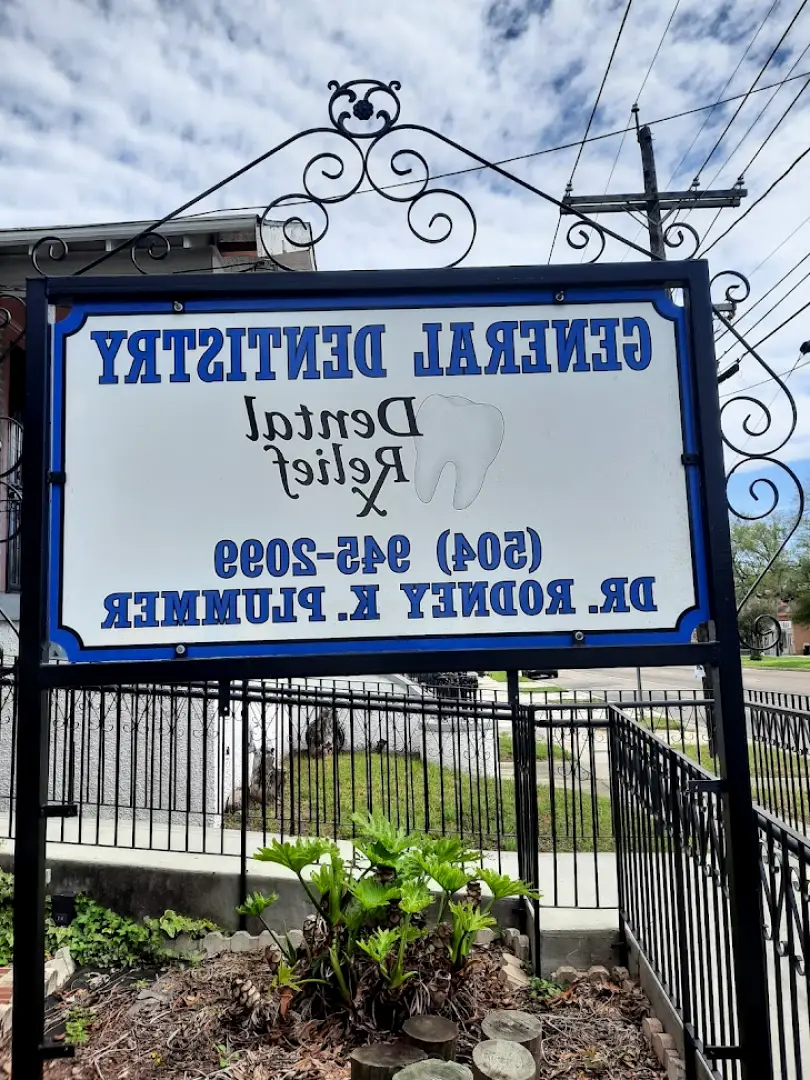 GENERAL DENTISTRY
Dental
Relief
x
(504) 945-2099
DR. RODNEY K. PLUMMER